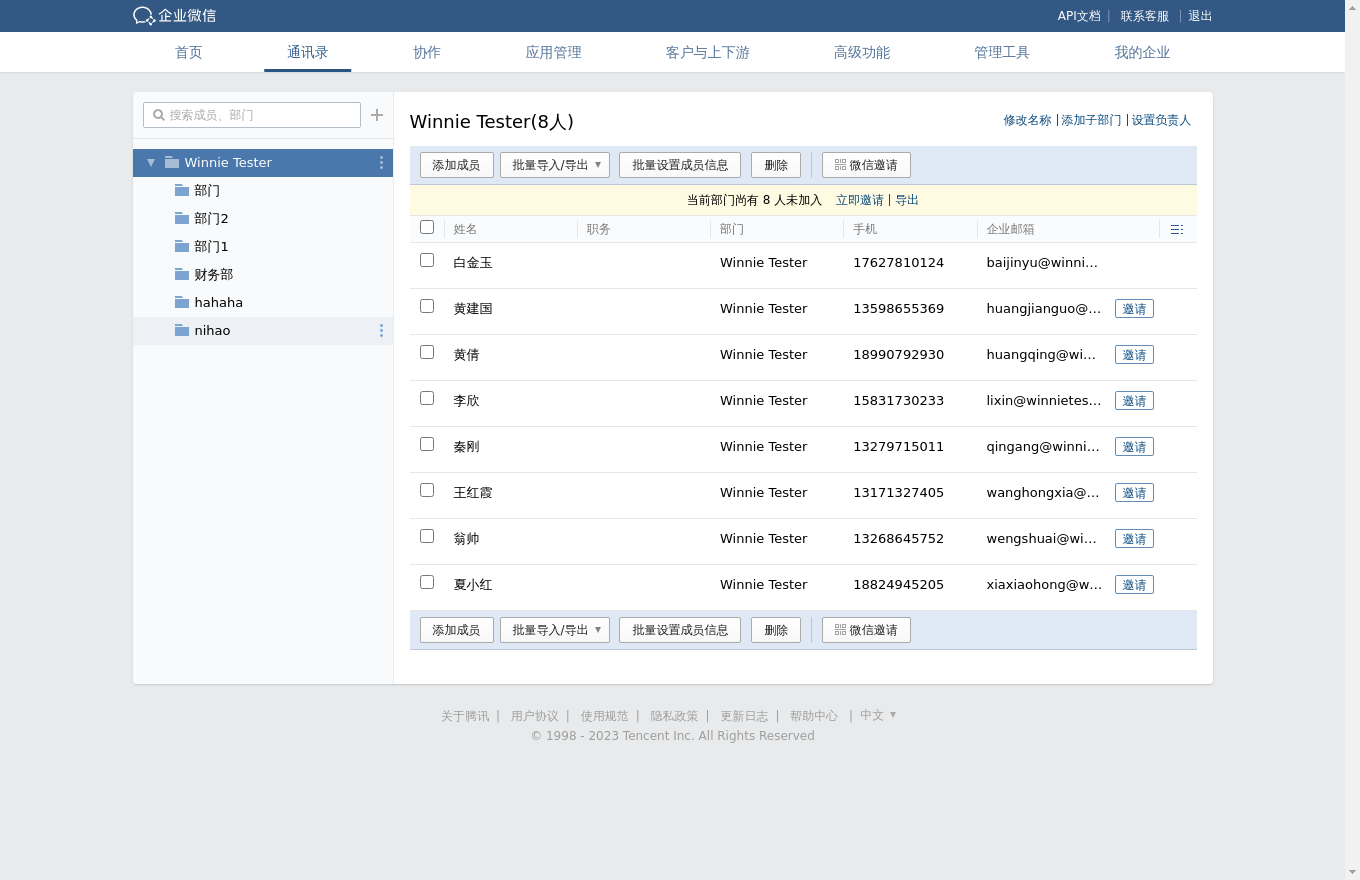 企业微信
API文档 | 联系客服 | 退出
首页 通讯录 协作 应用管理 客户与上下游 高级功能 管理工具 我的企业
搜索成员、部门
Winnie Tester
部门
部门2
部门1
财务部
hahaha
nihao
Winnie Tester(8人)
修改名称 | 添加子部门 | 设置负责人
添加成员 批量导入/导出 批量设置成员信息 删除 微信邀请
当前部门尚有 8 人未加入 立即邀请 | 导出
姓名 职务 部门 手机 企业邮箱
白金玉 Winnie Tester 17627810124 baijinyu@winni...
黄建国 Winnie Tester 13598655369 huangjianguo@... 邀请
黄倩 Winnie Tester 18990792930 huangqing@wi... 邀请
李欣 Winnie Tester 15831730233 lixin@winnietes... 邀请
秦刚 Winnie Tester 13279715011 qingang@winni... 邀请
王红霞 Winnie Tester 13171327405 wanghongxia@... 邀请
翁帅 Winnie Tester 13268645752 wengshuai@wi... 邀请
夏小红 Winnie Tester 18824945205 xiaxiaohong@w... 邀请
添加成员 批量导入/导出 批量设置成员信息 删除 微信邀请
关于腾讯 | 用户协议 | 使用规范 | 隐私政策 | 更新日志 | 帮助中心 | 中文
© 1998 - 2023 Tencent Inc. All Rights Reserved